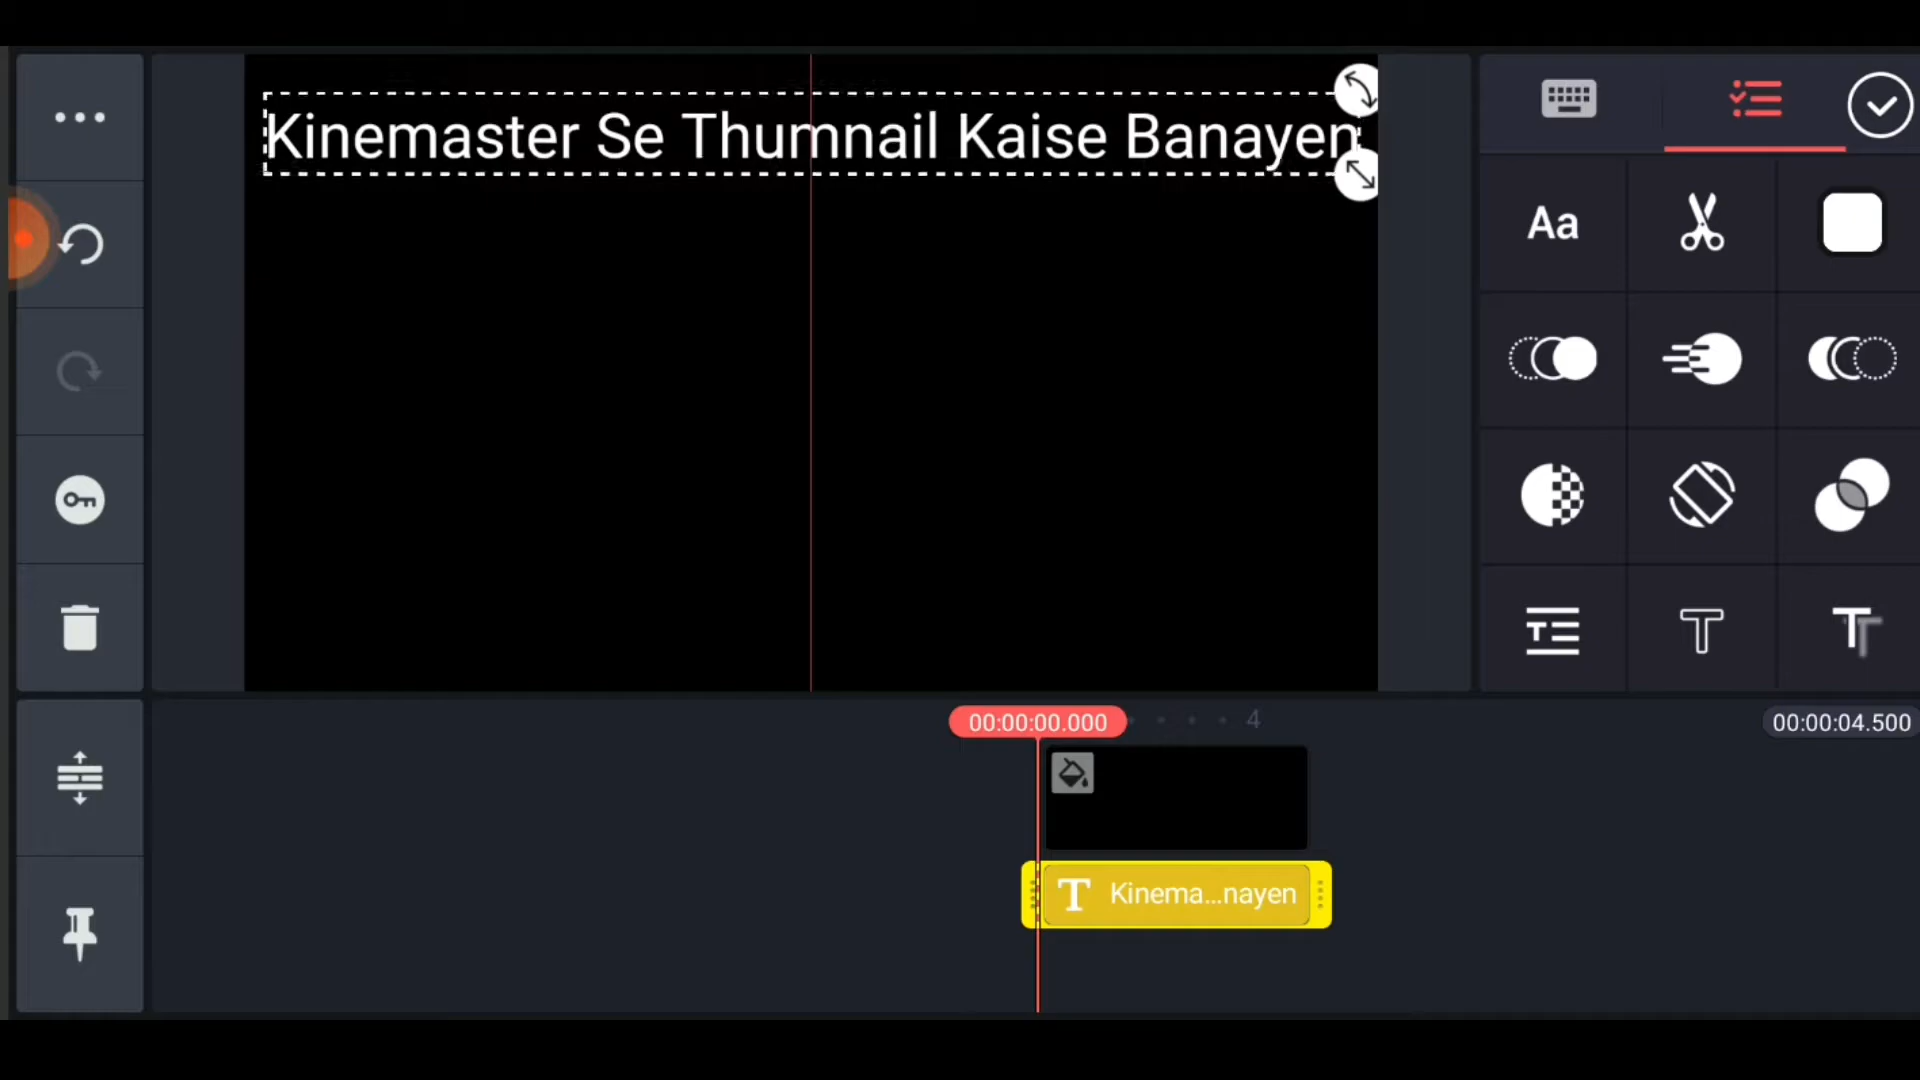 Kinemaster Se Thumnail Kaise Banayen
Aa
00:00:00.000
4
00:00:04.500
T Kinema...nayen